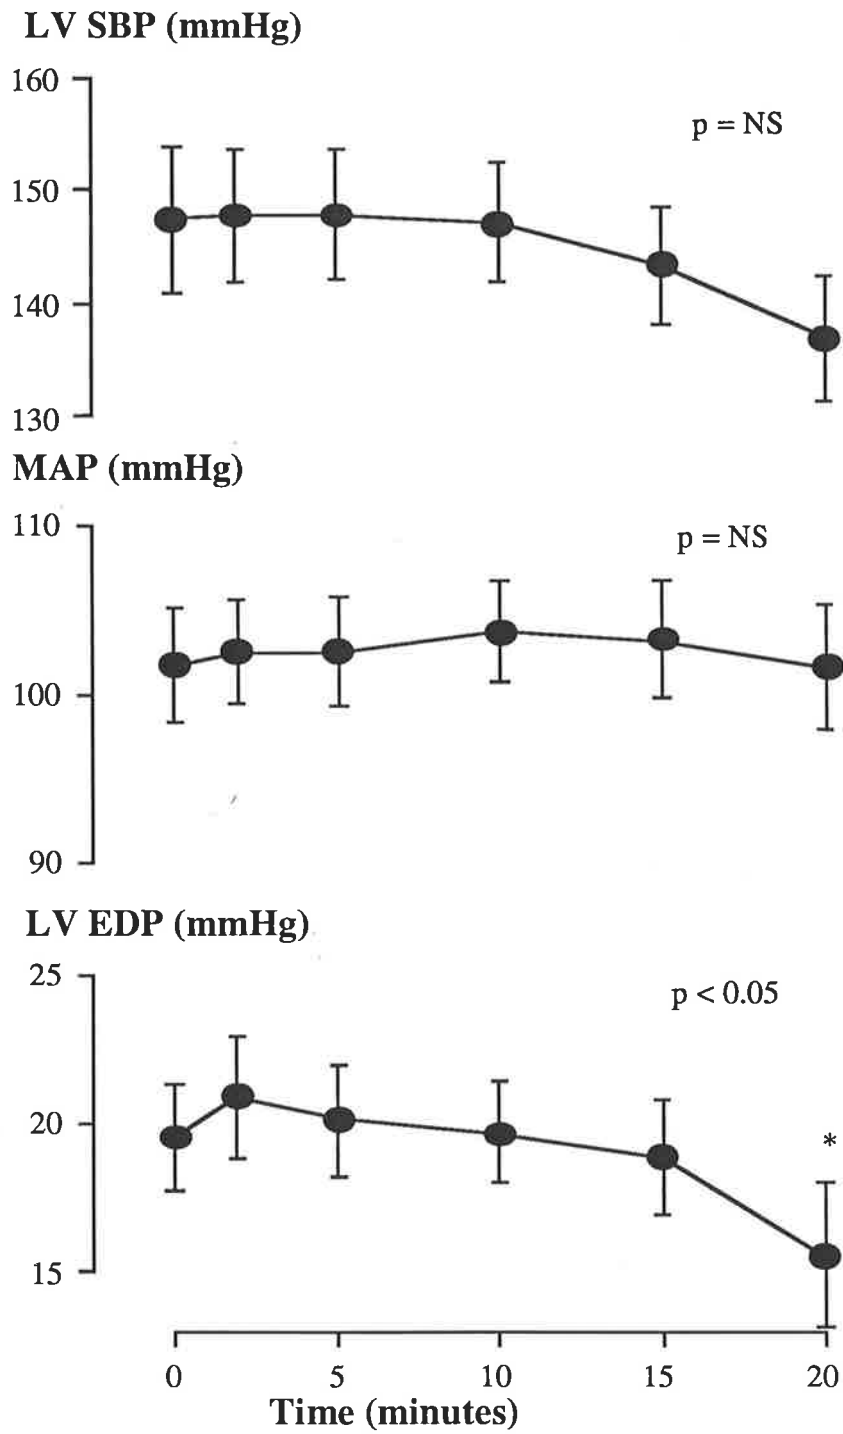 LV SBP (mmHg)
160
p = NS
150
140
130
MAP (mmHg)
110
p = NS
100
90
LV EDP (mmHg)
25
p < 0.05
20
*
15
0 5 10 15 20
Time (minutes)